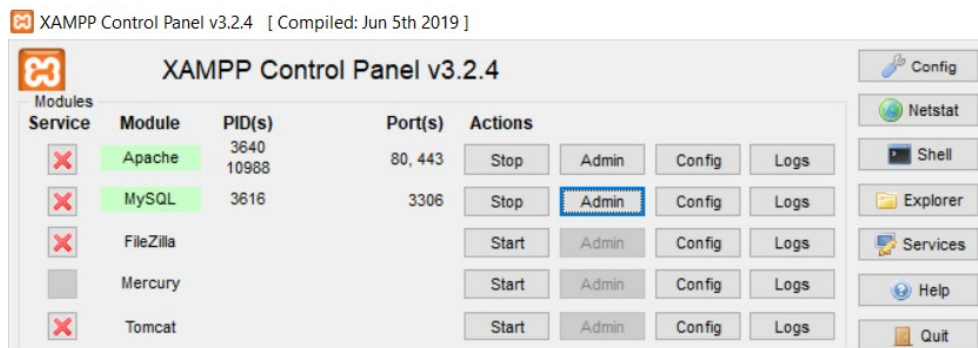 XAMPP Control Panel v3.2.4 [ Compiled: Jun 5th 2019 ]
XAMPP Control Panel v3.2.4
Config
Modules
Netstat
Service Module PID(s) Port(s) Actions
Apache 3640 10988 80, 443 Stop Admin Config Logs
Shell
MySQL 3616 3306 Stop Admin Config Logs
Explorer
FileZilla Start Admin Config Logs
Services
Mercury Start Admin Config Logs
Help
Tomcat Start Admin Config Logs
Quit